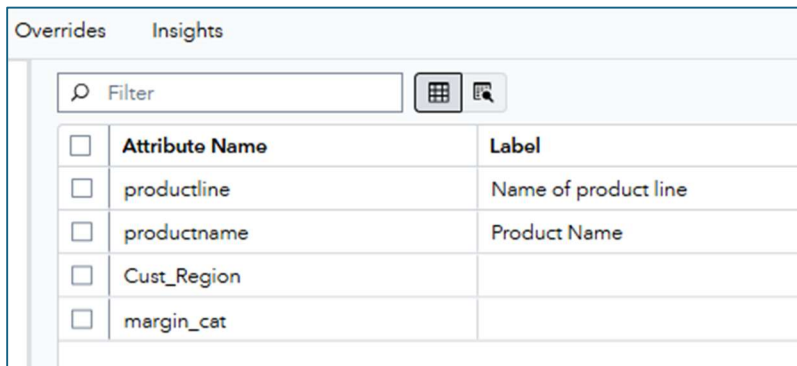 Overrides Insights
Filter
Attribute Name Label
productline Name of product line
productname Product Name
Cust_Region
margin_cat